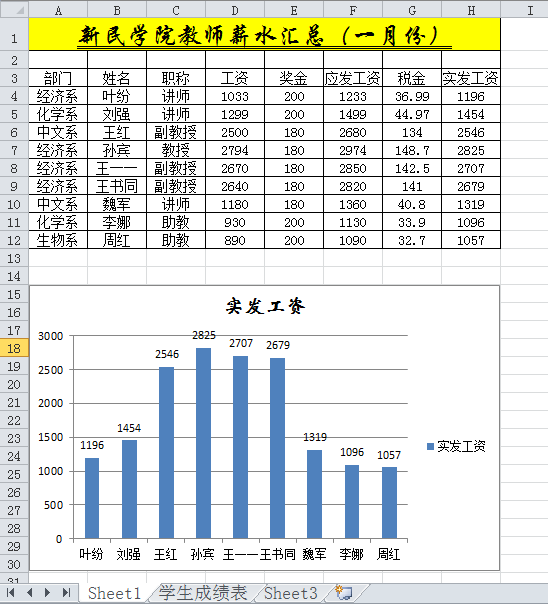 A B C D E F G H I
1 新民学院教师薪水汇总（一月份）
2
3 部门 姓名 职称 工资 奖金 应发工资 税金 实发工资
4 经济系 叶纷 讲师 1033 200 1233 36.99 1196
5 化学系 刘强 讲师 1299 200 1499 44.97 1454
6 中文系 王红 副教授 2500 180 2680 134 2546
7 经济系 孙宾 教授 2794 180 2974 148.7 2825
8 经济系 王一一 副教授 2670 180 2850 142.5 2707
9 经济系 王书同 副教授 2640 180 2820 141 2679
10 中文系 魏军 讲师 1180 180 1360 40.8 1319
11 化学系 李娜 助教 930 200 1130 33.9 1096
12 生物系 周红 助教 890 200 1090 32.7 1057
13
14
15
16 实发工资
17
18
19
20
21
22
23
24
25
26
27
28
29
30
31
3000
2500
2000
1500
1000
500
0
1196 1454 2546 2825 2707 2679 1319 1096 1057
叶纷 刘强 王红 孙宾 王一一 王书同 魏军 李娜 周红
实发工资
Sheet1 学生成绩表 Sheet3